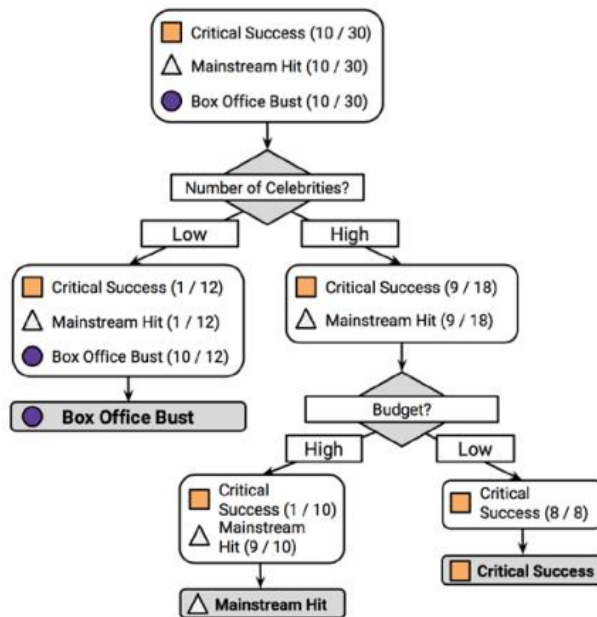 Critical Success (10 / 30)
Mainstream Hit (10 / 30)
Box Office Bust (10 / 30)
Number of Celebrities?
Low
High
Critical Success (1 / 12)
Mainstream Hit (1 / 12)
Box Office Bust (10 / 12)
Box Office Bust
Critical Success (9 / 18)
Mainstream Hit (9 / 18)
Budget?
High
Low
Critical
Success (1 / 10)
Mainstream
Hit (9 / 10)
Mainstream Hit
Critical
Success (8 / 8)
Critical Success